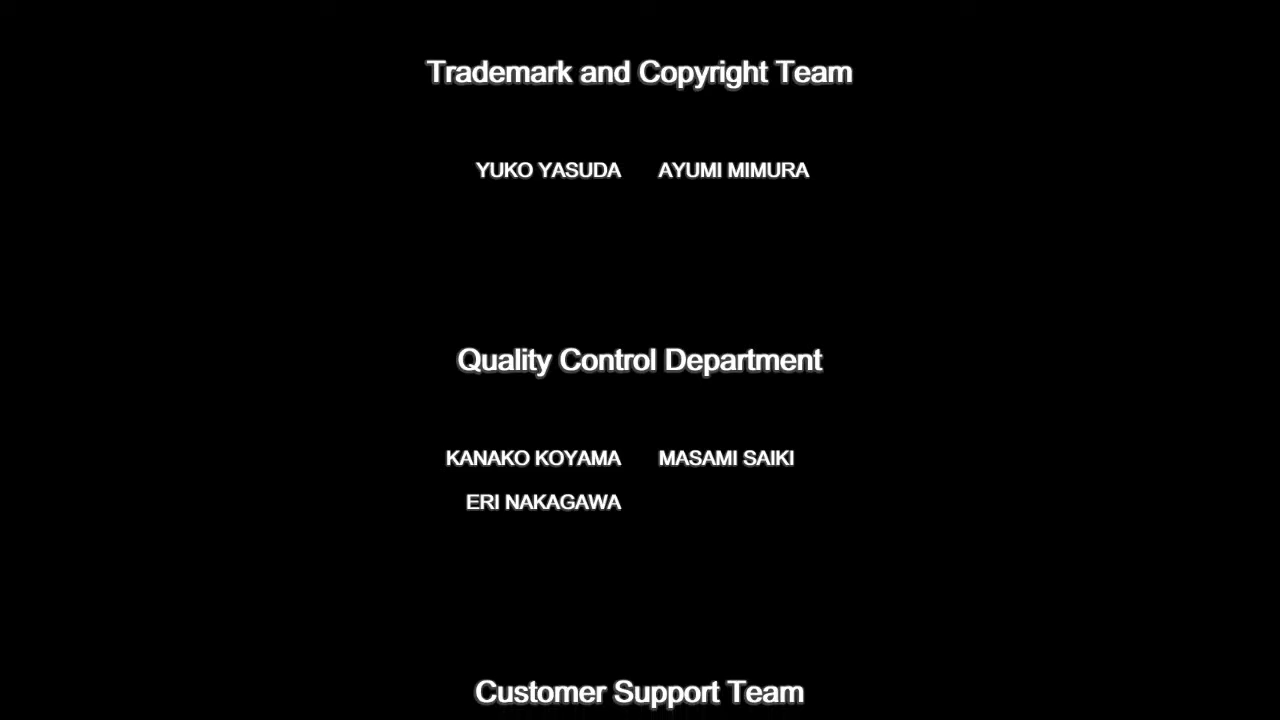 Trademark and Copyright Team
YUKO YASUDA AYUMI MIMURA
Quality Control Department
KANAKO KOYAMA MASAMI SAIKI
ERI NAKAGAWA
Customer Support Team